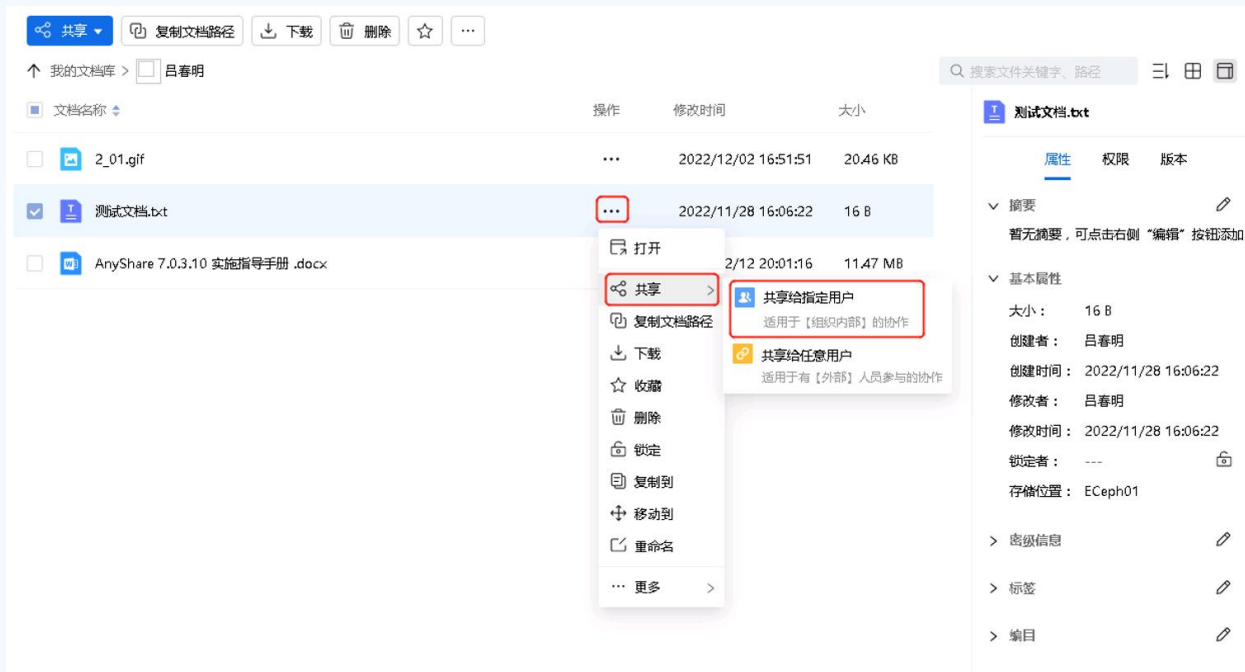 共享
复制文档路径
下载
删除
...
我的文档库 > 吕春明
搜索文件关键字、路径
文档名称
操作
修改时间
大小
2_01.gif
...
2022/12/02 16:51:51
20.46 KB
测试文档.txt
...
2022/11/28 16:06:22
16 B
AnyShare 7.0.3.10 实施指导手册 .docx
2/12 20:01:16
11.47 MB
打开
共享
复制文档路径
下载
收藏
删除
锁定
复制到
移动到
重命名
... 更多
共享给指定用户
适用于【组织内部】的协作
共享给任意用户
适用于有【外部】人员参与的协作
测试文档.txt
属性
权限
版本
摘要
暂无摘要，可点击右侧“编辑”按钮添加
基本属性
大小： 16 B
创建者： 吕春明
创建时间： 2022/11/28 16:06:22
修改者： 吕春明
修改时间： 2022/11/28 16:06:22
锁定者： ---
存储位置： ECeph01
密级信息
标签
编目